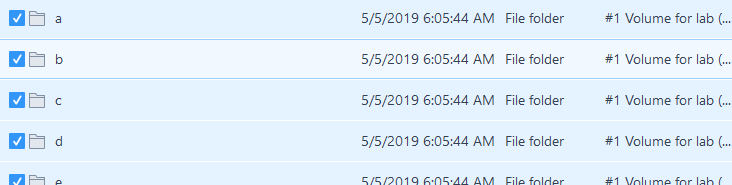 a 5/5/2019 6:05:44 AM File folder #1 Volume for lab (...
b 5/5/2019 6:05:44 AM File folder #1 Volume for lab (...
c 5/5/2019 6:05:44 AM File folder #1 Volume for lab (...
d 5/5/2019 6:05:44 AM File folder #1 Volume for lab (...
e 5/5/2019 6:05:44 AM File folder #1 Volume for lab (...